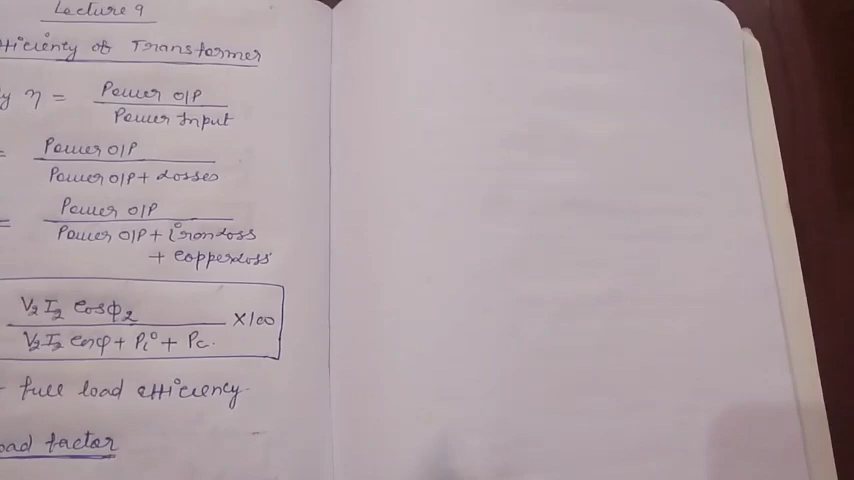 Lecture 9
fficiency of Transformer
y η = Power O/P
Power Input
= Power O/P
Power O/P + Losses
= Power O/P
Power O/P + iron loss
+ Copper loss
V₂ I₂ Cosφ₂
V₂ I₂ cosφ + Pi + Pc. ×100
- full load efficiency.
oad factor